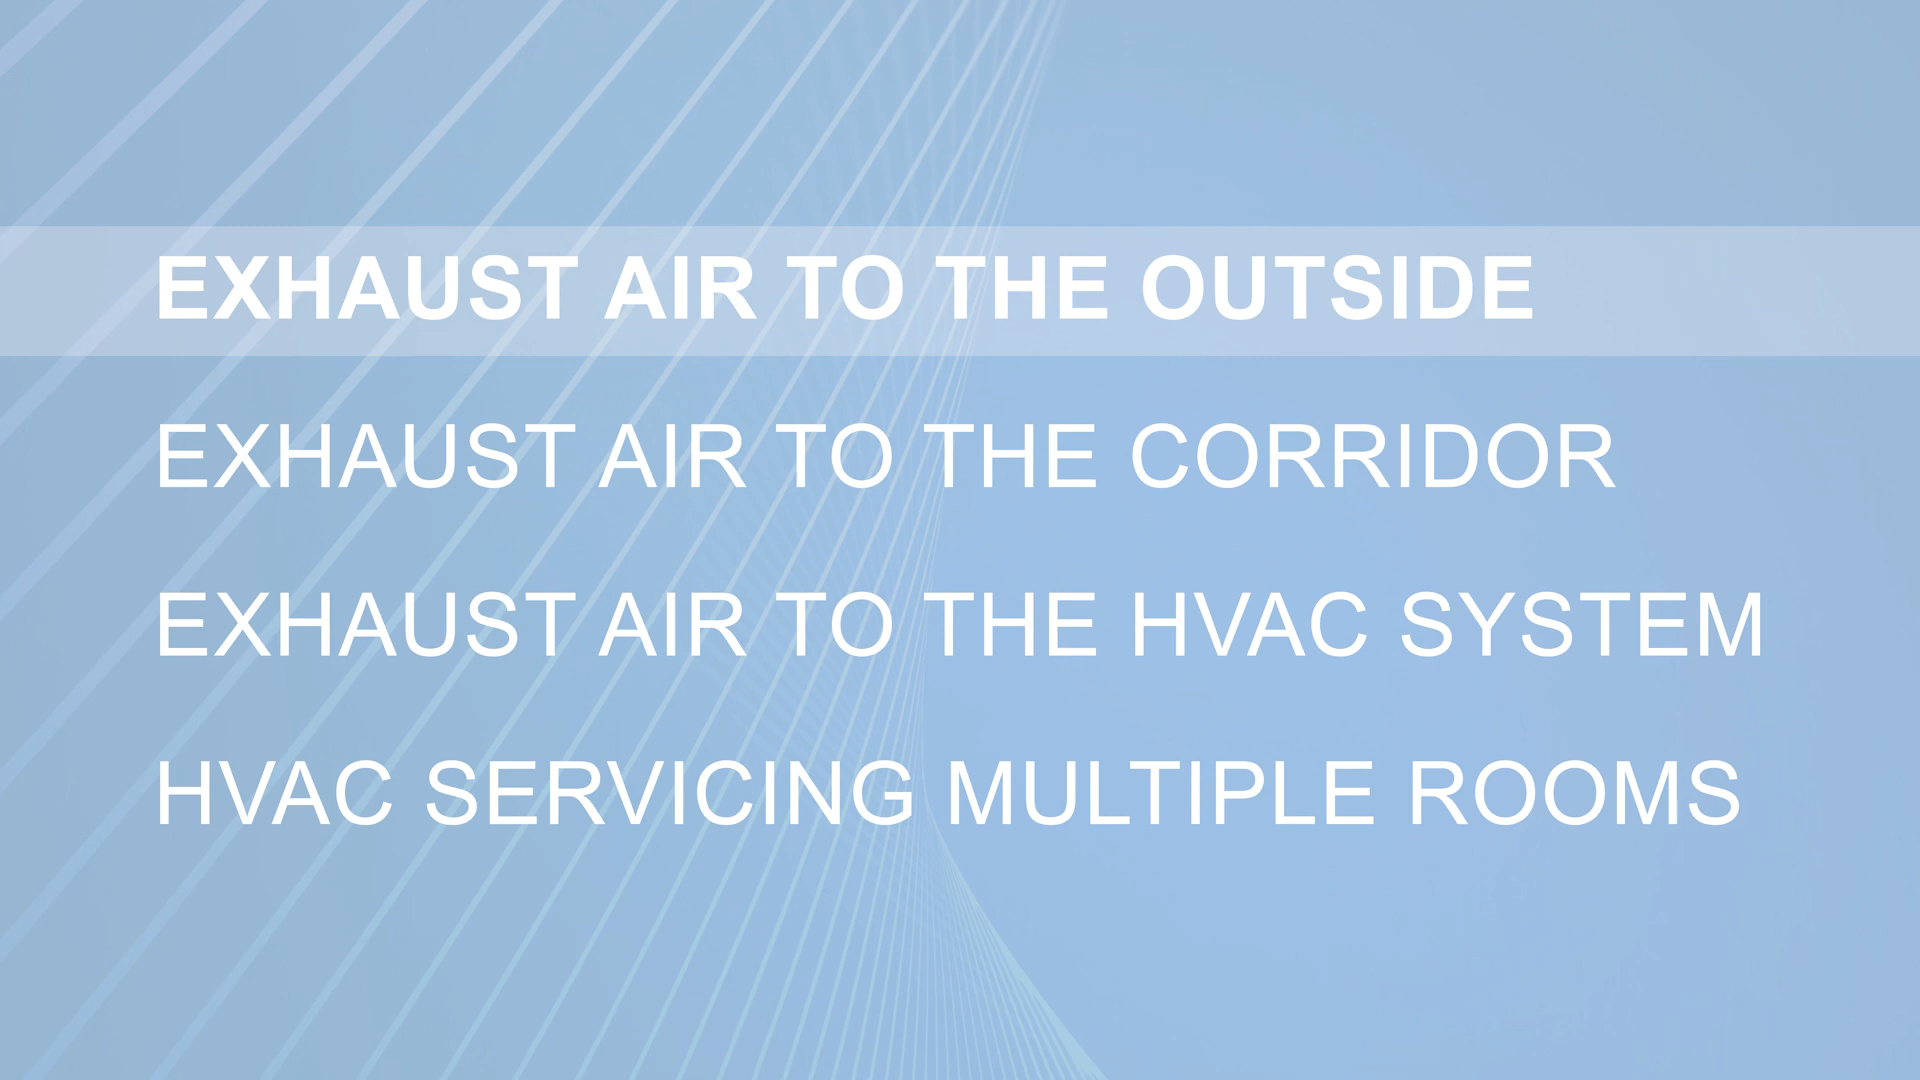 EXHAUST AIR TO THE OUTSIDE
EXHAUST AIR TO THE CORRIDOR
EXHAUST AIR TO THE HVAC SYSTEM
HVAC SERVICING MULTIPLE ROOMS